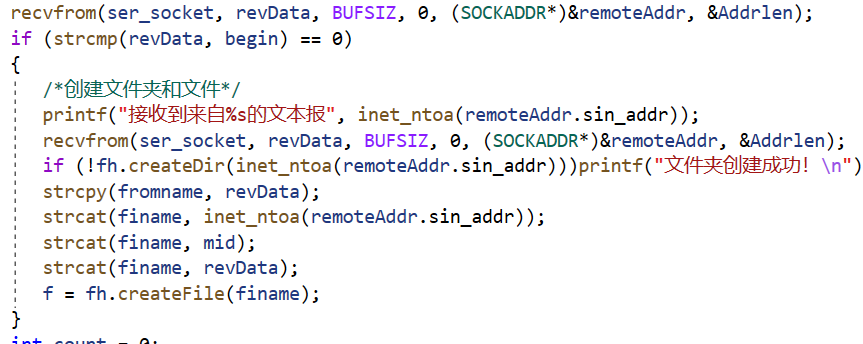 recvfrom(ser_socket, revData, BUFSIZ, 0, (SOCKADDR*)&remoteAddr, &Addrlen);
if (strcmp(revData, begin) == 0)
{
/*创建文件夹和文件*/
printf("接收到来自%s的文本报", inet_ntoa(remoteAddr.sin_addr));
recvfrom(ser_socket, revData, BUFSIZ, 0, (SOCKADDR*)&remoteAddr, &Addrlen);
if (!fh.createDir(inet_ntoa(remoteAddr.sin_addr)))printf("文件夹创建成功！\n")
strcpy(fromname, revData);
strcat(finame, inet_ntoa(remoteAddr.sin_addr));
strcat(finame, mid);
strcat(finame, revData);
f = fh.createFile(finame);
}
int count = 0;